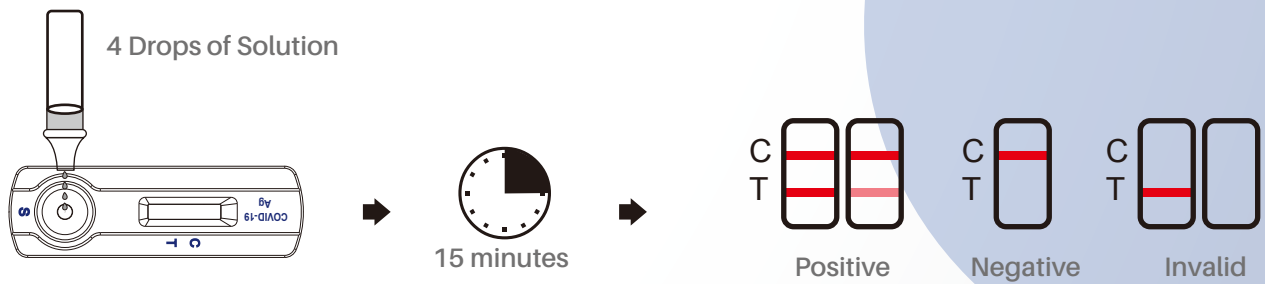 4 Drops of Solution
S
COVID-19
Ag
C
T
15 minutes
C
T
Positive
C
T
Negative
C
T
Invalid